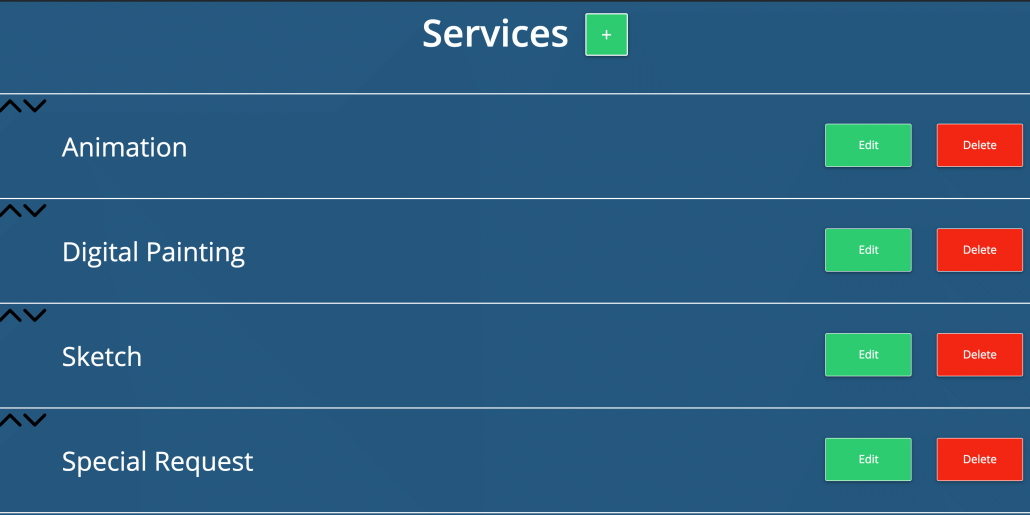 Services +
Animation Edit Delete
Digital Painting Edit Delete
Sketch Edit Delete
Special Request Edit Delete